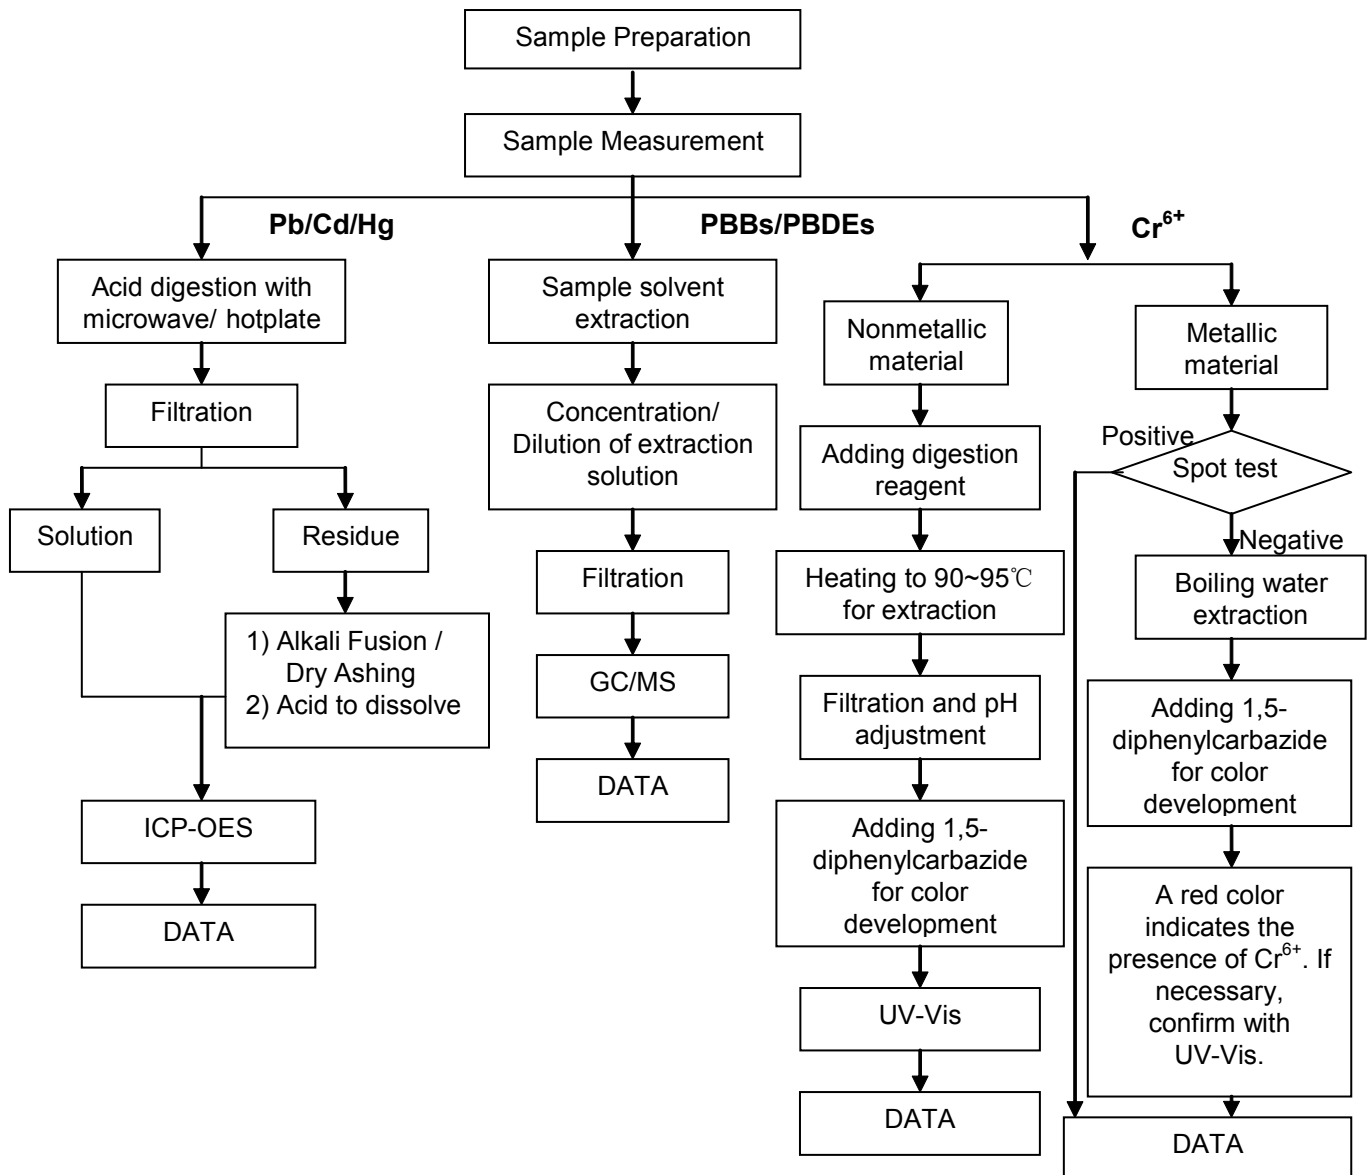 Sample Preparation
Sample Measurement
Pb/Cd/Hg
PBBs/PBDEs
Cr⁶⁺
Acid digestion with
microwave/ hotplate
Filtration
Solution
Residue
1) Alkali Fusion /
Dry Ashing
2) Acid to dissolve
ICP-OES
DATA
Sample solvent
extraction
Concentration/
Dilution of extraction
solution
Filtration
GC/MS
DATA
Nonmetallic
material
Adding digestion
reagent
Heating to 90~95℃
for extraction
Filtration and pH
adjustment
Adding 1,5-
diphenylcarbazide
for color
development
UV-Vis
DATA
Metallic
material
Positive
Spot test
Negative
Boiling water
extraction
Adding 1,5-
diphenylcarbazide
for color
development
A red color
indicates the
presence of Cr⁶⁺. If
necessary,
confirm with
UV-Vis.
DATA